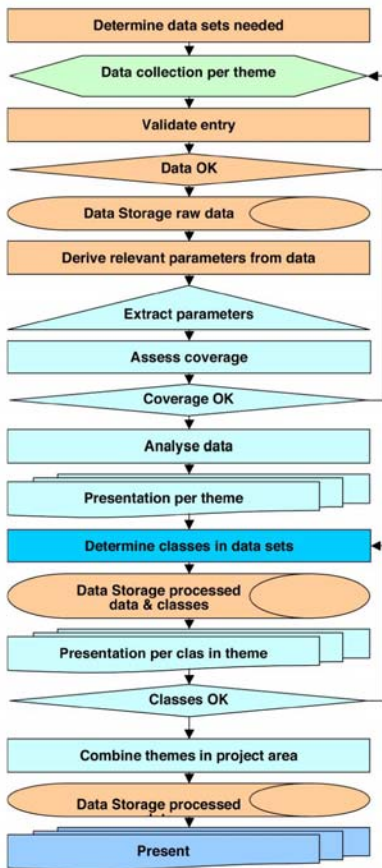 Determine data sets needed
Data collection per theme
Validate entry
Data OK
Data Storage raw data
Derive relevant parameters from data
Extract parameters
Assess coverage
Coverage OK
Analyse data
Presentation per theme
Determine classes in data sets
Data Storage processed
data & classes
Presentation per clas in theme
Classes OK
Combine themes in project area
Data Storage processed
Present